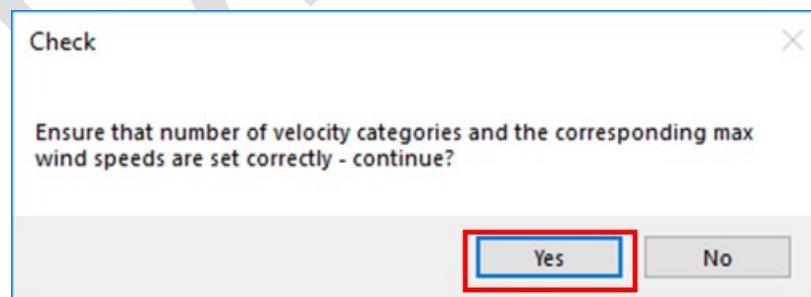 Check
Ensure that number of velocity categories and the corresponding max
wind speeds are set correctly - continue?
Yes No